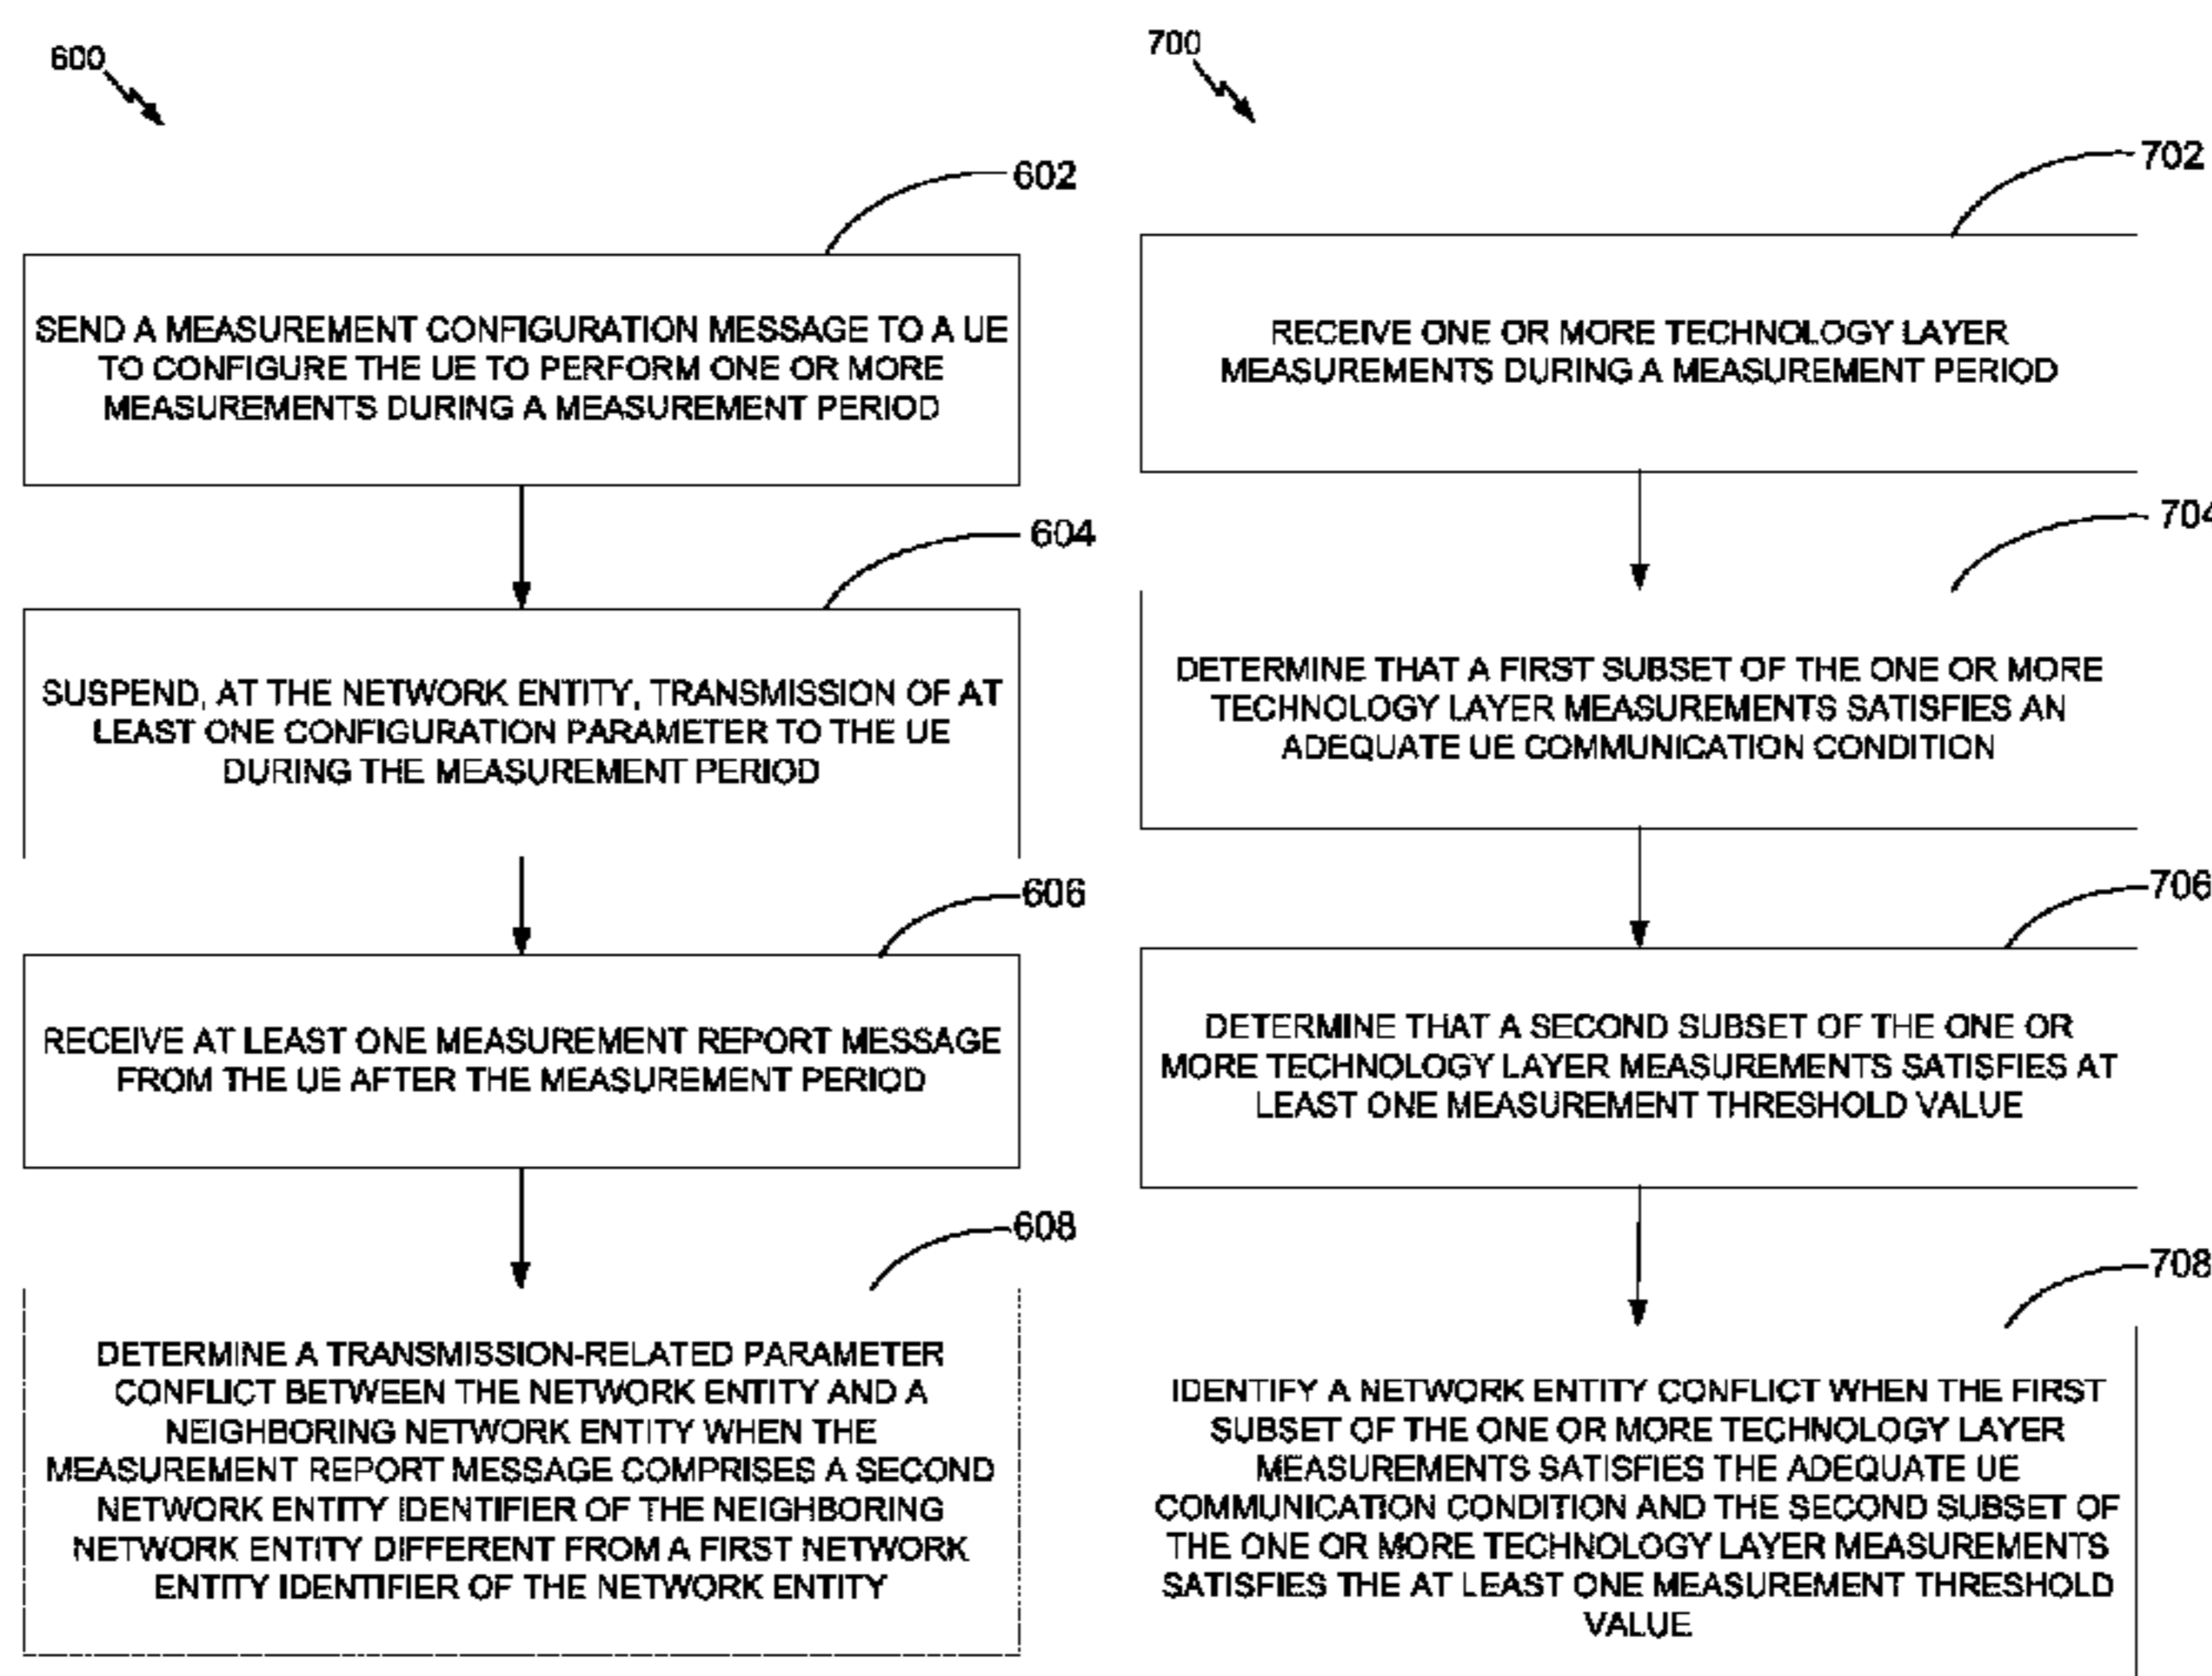 600
602
SEND A MEASUREMENT CONFIGURATION MESSAGE TO A UE
TO CONFIGURE THE UE TO PERFORM ONE OR MORE
MEASUREMENTS DURING A MEASUREMENT PERIOD
604
SUSPEND, AT THE NETWORK ENTITY, TRANSMISSION OF AT
LEAST ONE CONFIGURATION PARAMETER TO THE UE
DURING THE MEASUREMENT PERIOD
606
RECEIVE AT LEAST ONE MEASUREMENT REPORT MESSAGE
FROM THE UE AFTER THE MEASUREMENT PERIOD
608
DETERMINE A TRANSMISSION-RELATED PARAMETER
CONFLICT BETWEEN THE NETWORK ENTITY AND A
NEIGHBORING NETWORK ENTITY WHEN THE
MEASUREMENT REPORT MESSAGE COMPRISES A SECOND
NETWORK ENTITY IDENTIFIER OF THE NEIGHBORING
NETWORK ENTITY DIFFERENT FROM A FIRST NETWORK
ENTITY IDENTIFIER OF THE NETWORK ENTITY
700
702
RECEIVE ONE OR MORE TECHNOLOGY LAYER
MEASUREMENTS DURING A MEASUREMENT PERIOD
704
DETERMINE THAT A FIRST SUBSET OF THE ONE OR MORE
TECHNOLOGY LAYER MEASUREMENTS SATISFIES AN
ADEQUATE UE COMMUNICATION CONDITION
706
DETERMINE THAT A SECOND SUBSET OF THE ONE OR
MORE TECHNOLOGY LAYER MEASUREMENTS SATISFIES AT
LEAST ONE MEASUREMENT THRESHOLD VALUE
708
IDENTIFY A NETWORK ENTITY CONFLICT WHEN THE FIRST
SUBSET OF THE ONE OR MORE TECHNOLOGY LAYER
MEASUREMENTS SATISFIES THE ADEQUATE UE
COMMUNICATION CONDITION AND THE SECOND SUBSET OF
THE ONE OR MORE TECHNOLOGY LAYER MEASUREMENTS
SATISFIES THE AT LEAST ONE MEASUREMENT THRESHOLD
VALUE